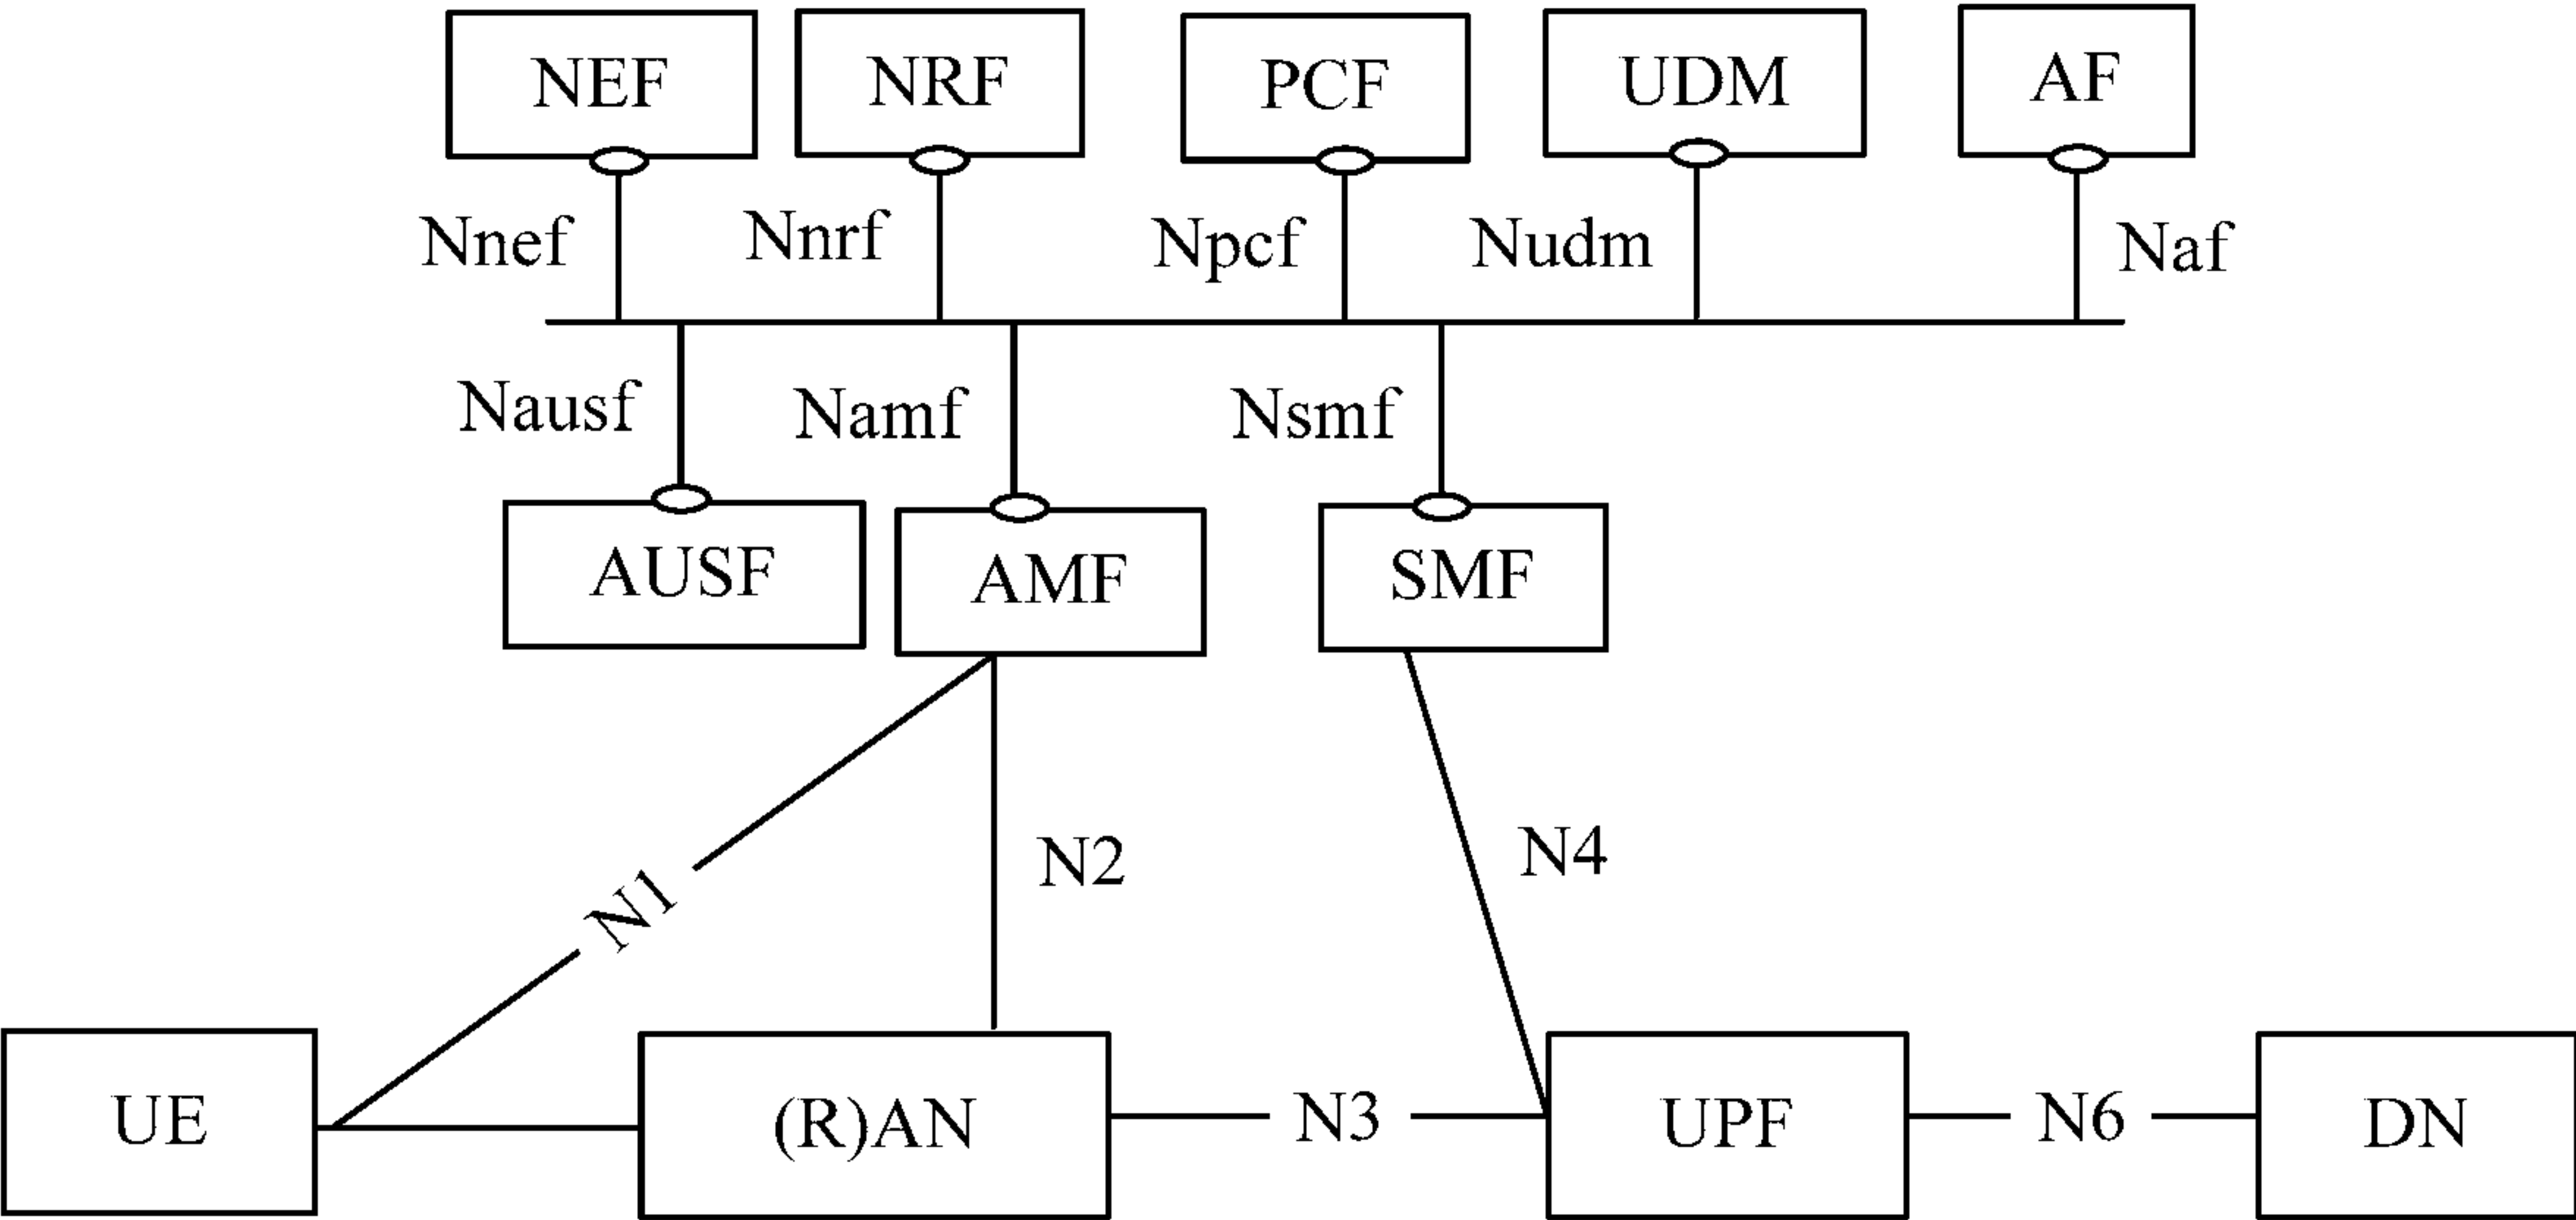 NEF
NRF
PCF
UDM
AF
Nnef
Nnrf
Npcf
Nudm
Naf
Nausf
Namf
Nsmf
AUSF
AMF
SMF
N1
N2
N4
UE
(R)AN
N3
UPF
N6
DN